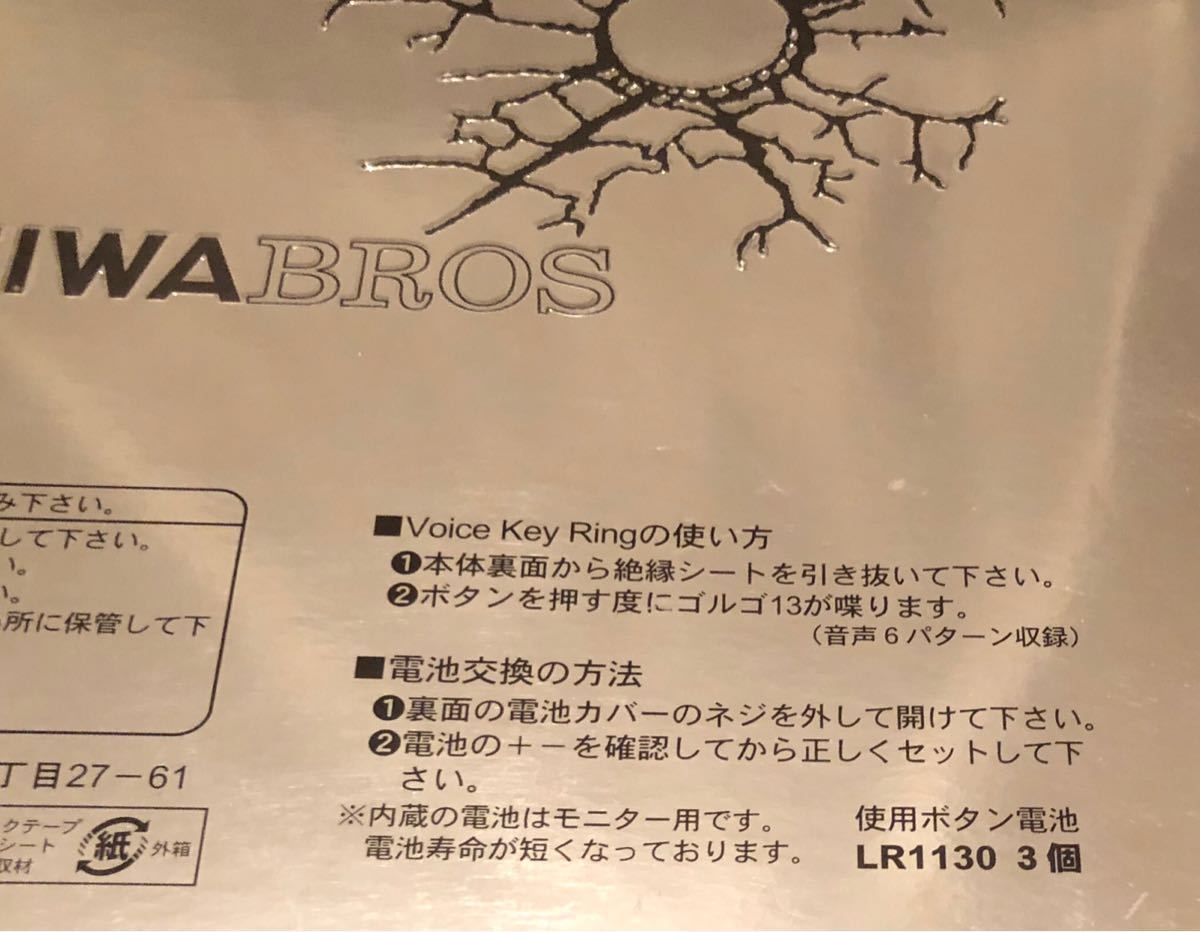 IWABROS
み下さい。
して下さい。
い。
い。
所に保管して下
丁目27－61
クテープ
シート
取材
紙
外箱
■Voice Key Ringの使い方
❶本体裏面から絶縁シートを引き抜いて下さい。
❷ボタンを押す度にゴルゴ13が喋ります。
（音声６パターン収録）
■電池交換の方法
❶裏面の電池カバーのネジを外して開けて下さい。
❷電池の＋－を確認してから正しくセットして下
さい。
※内蔵の電池はモニター用です。
電池寿命が短くなっております。
使用ボタン電池
LR1130 3個